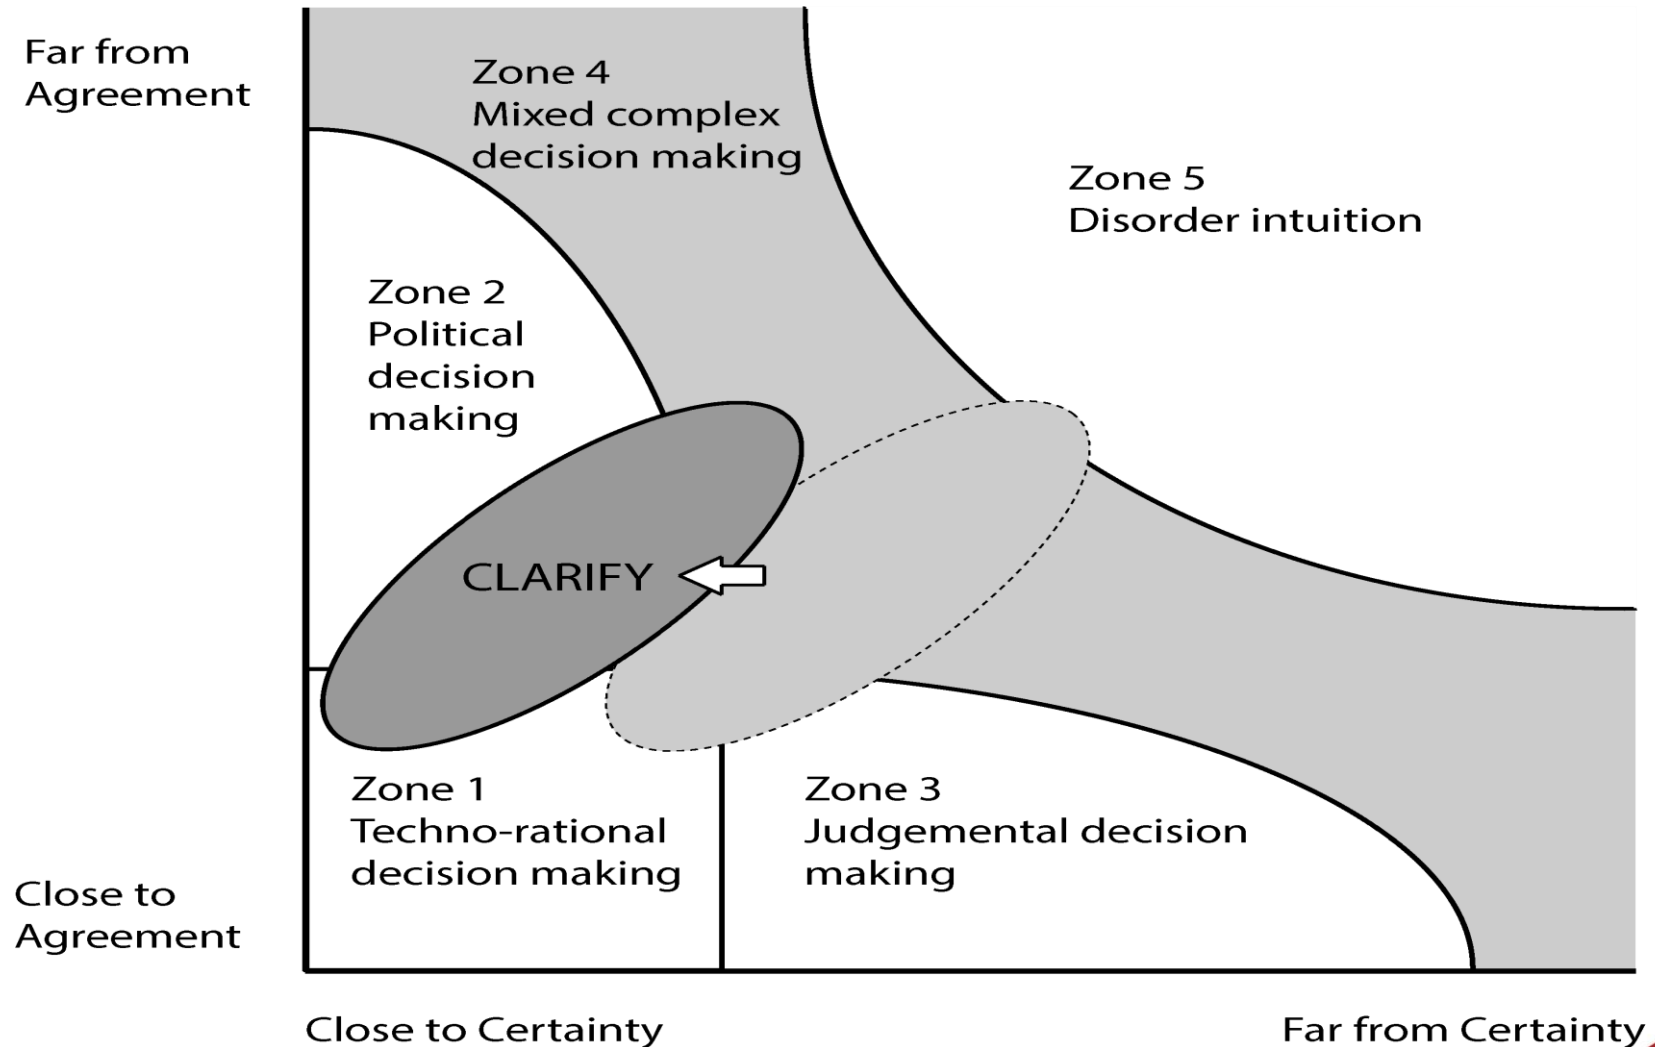 Far from
Agreement
Zone 4
Mixed complex
decision making
Zone 5
Disorder intuition
Zone 2
Political
decision
making
CLARIFY
Zone 1
Techno-rational
decision making
Zone 3
Judgemental decision
making
Close to
Agreement
Close to Certainty
Far from Certainty